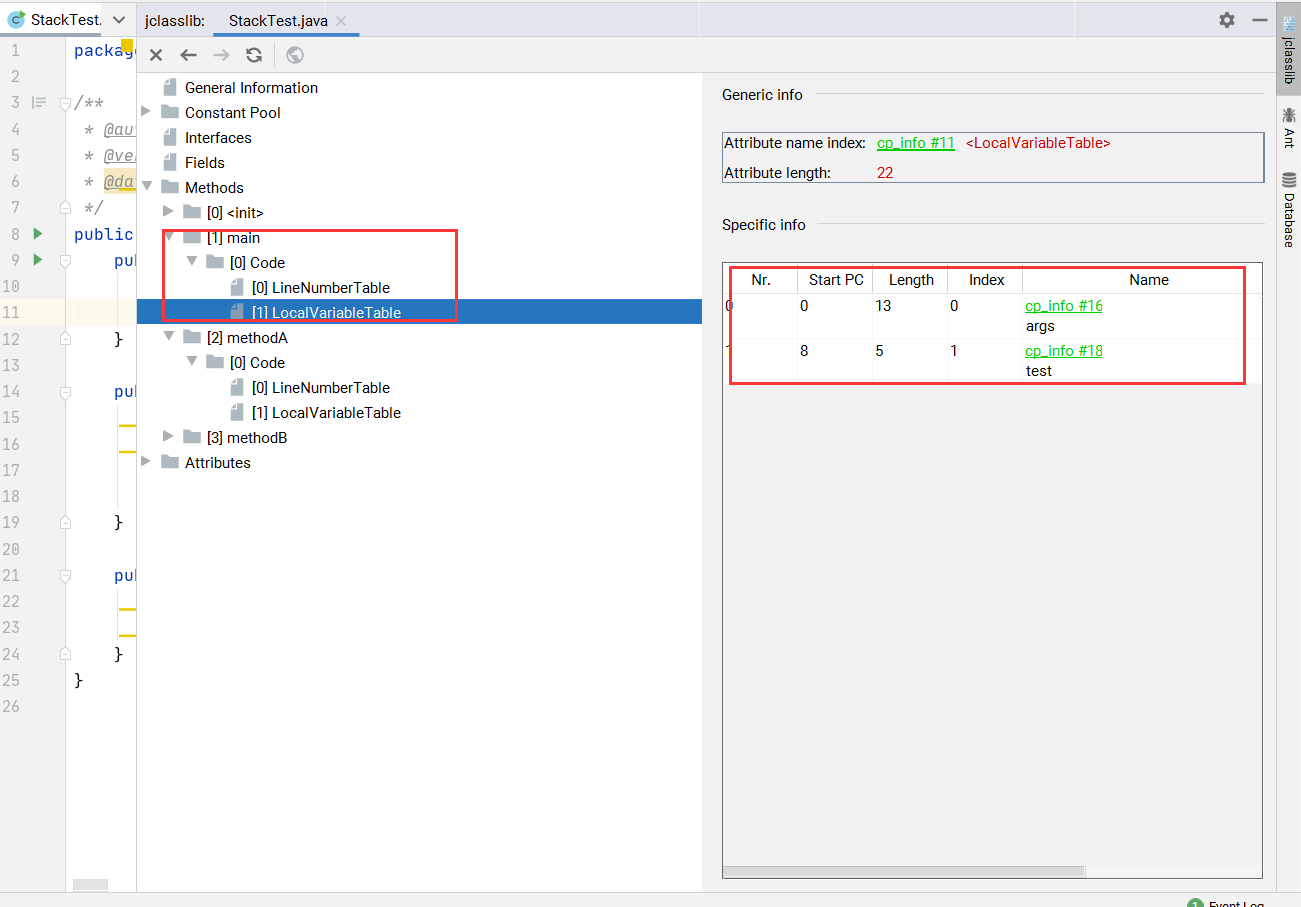 StackTest.
jclasslib:
StackTest.java
1 packag
2
3 /**
4 * @au
5 * @ve
6 * @da
7 */
8 public
9 pu
10
11
12 }
13
14 pu
15
16
17
18
19 }
20
21 pu
22
23
24 }
25 }
26
General Information
Constant Pool
Interfaces
Fields
Methods
[0] <init>
[1] main
[0] Code
[0] LineNumberTable
[1] LocalVariableTable
[2] methodA
[0] Code
[0] LineNumberTable
[1] LocalVariableTable
[3] methodB
Attributes
Generic info
Attribute name index: cp_info #11 <LocalVariableTable>
Attribute length: 22
Specific info
Nr. Start PC Length Index Name
0 0 13 0 cp_info #16
args
1 8 5 1 cp_info #18
test
jclasslib
Ant
Database
1 Event Log